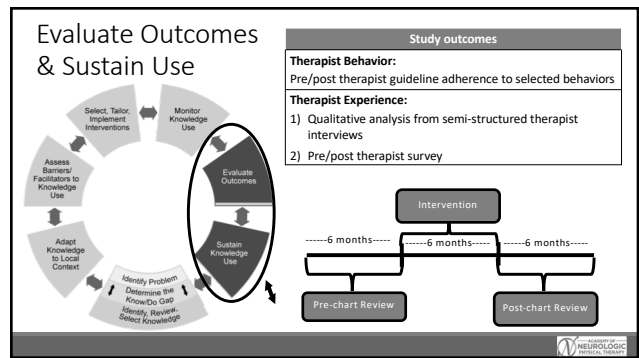 Evaluate Outcomes
& Sustain Use
Study outcomes
Therapist Behavior:
Pre/post therapist guideline adherence to selected behaviors
Therapist Experience:
1) Qualitative analysis from semi-structured therapist
interviews
2) Pre/post therapist survey
Select, Tailor,
Implement
Interventions
Monitor
Knowledge
Use
Assess
Barriers/
Facilitators to
Knowledge
Use
Evaluate
Outcomes
Adapt
Knowledge
to Local
Context
Sustain
Knowledge
Use
Identify Problem
Determine the
Know/Do Gap
Identify, Review,
Select Knowledge
Intervention
------6 months-----
------6 months-----
------6 months-----
Pre-chart Review
Post-chart Review
ACADEMY OF
NEUROLOGIC
PHYSICAL THERAPY